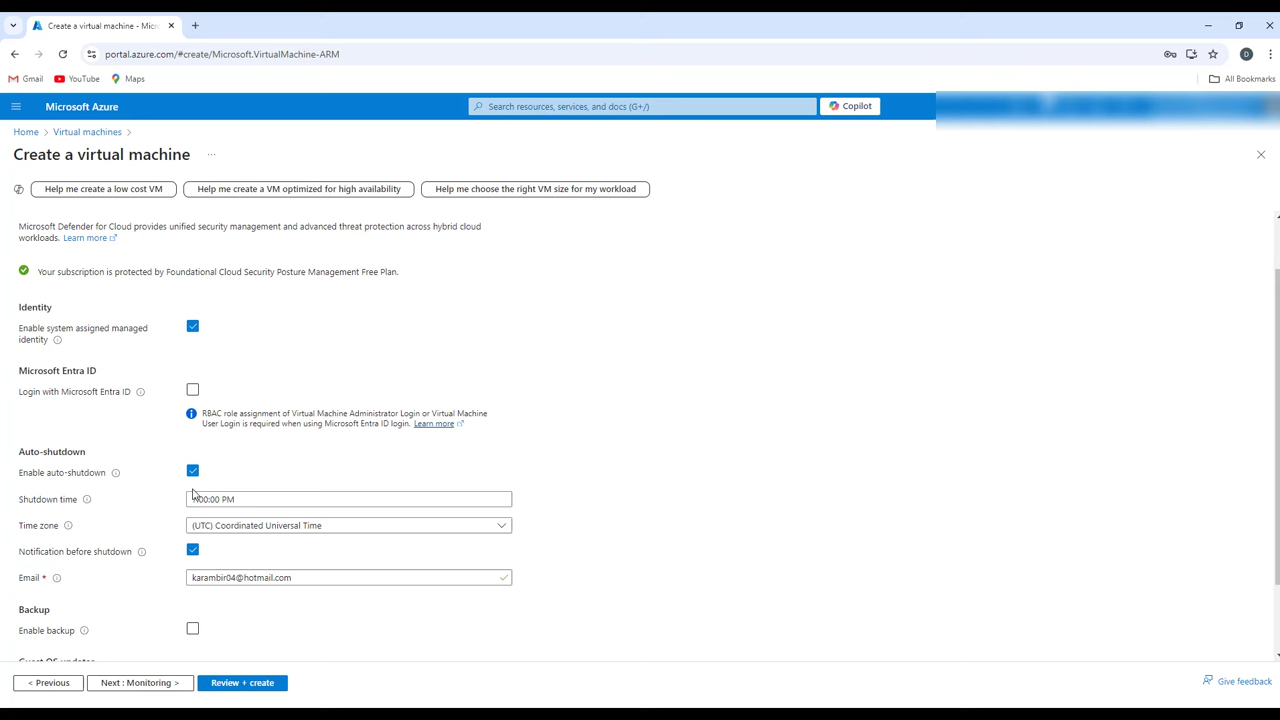 Create a virtual machine - Micro
portal.azure.com/#create/Microsoft.VirtualMachine-ARM
Gmail
YouTube
Maps
All Bookmarks
Microsoft Azure
Search resources, services, and docs (G+/)
Copilot
Home > Virtual machines >
Create a virtual machine ...
Help me create a low cost VM
Help me create a VM optimized for high availability
Help me choose the right VM size for my workload
Microsoft Defender for Cloud provides unified security management and advanced threat protection across hybrid cloud
workloads. Learn more
Your subscription is protected by Foundational Cloud Security Posture Management Free Plan.
Identity
Enable system assigned managed
identity
Microsoft Entra ID
Login with Microsoft Entra ID
RBAC role assignment of Virtual Machine Administrator Login or Virtual Machine
User Login is required when using Microsoft Entra ID login. Learn more
Auto-shutdown
Enable auto-shutdown
Shutdown time
00:00 PM
Time zone
(UTC) Coordinated Universal Time
Notification before shutdown
Email *
karambir04@hotmail.com
Backup
Enable backup
Guest OS updates
< Previous
Next : Monitoring >
Review + create
Give feedback
D